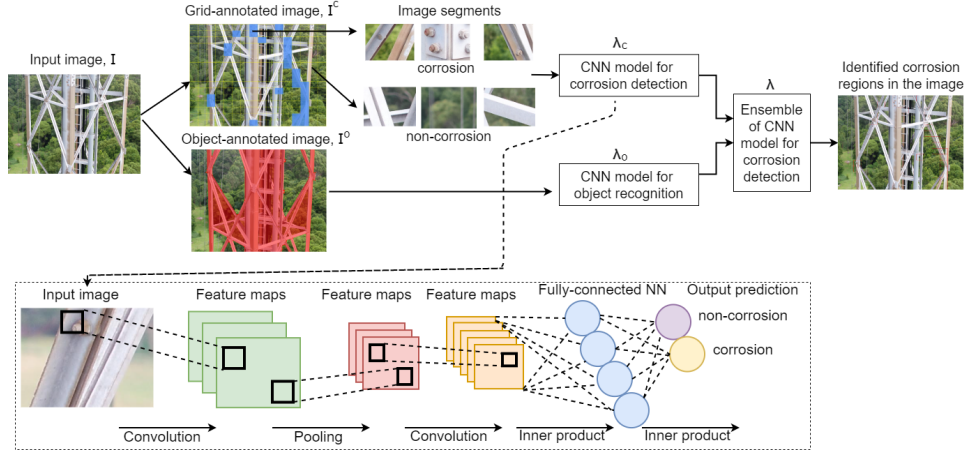 Input image, I
Grid-annotated image, I^C
Image segments
corrosion
non-corrosion
Object-annotated image, I^O
λ_C
CNN model for
corrosion detection
λ_O
CNN model for
object recognition
λ
Ensemble
of CNN
model for
corrosion
detection
Identified corrosion
regions in the image
Input image
Feature maps
Feature maps
Feature maps
Fully-connected NN
Output prediction
non-corrosion
corrosion
Convolution
Pooling
Convolution
Inner product
Inner product